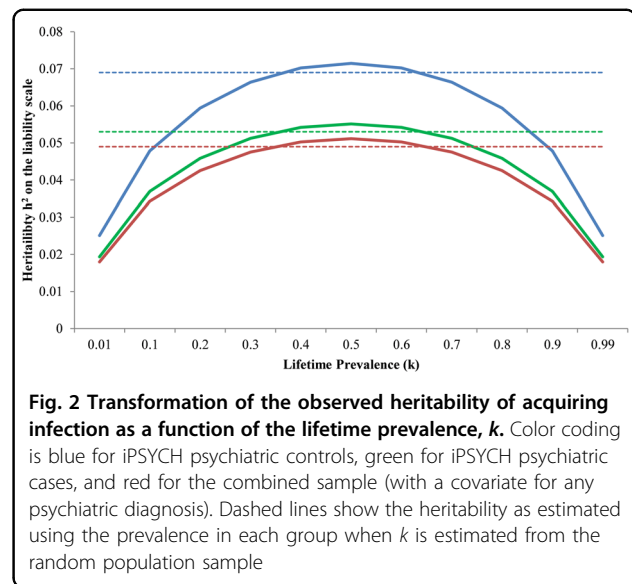 0.08
0.07
0.06
0.05
0.04
0.03
0.02
0.01
0
Heritailibty h² on the liability scale
0.01 0.1 0.2 0.3 0.4 0.5 0.6 0.7 0.8 0.9 0.99
Lifetime Prevalence (k)
Fig. 2 Transformation of the observed heritability of acquiring
infection as a function of the lifetime prevalence, k. Color coding
is blue for iPSYCH psychiatric controls, green for iPSYCH psychiatric
cases, and red for the combined sample (with a covariate for any
psychiatric diagnosis). Dashed lines show the heritability as estimated
using the prevalence in each group when k is estimated from the
random population sample